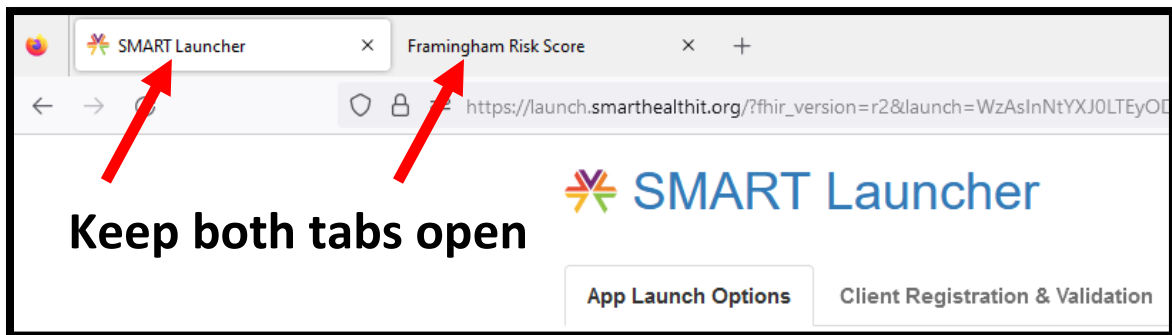 SMART Launcher × Framingham Risk Score × +
https://launch.smarthealthit.org/?fhir_version=r2&launch=WzAsInNtYXJ0LTEyOD
SMART Launcher
Keep both tabs open
App Launch Options Client Registration & Validation